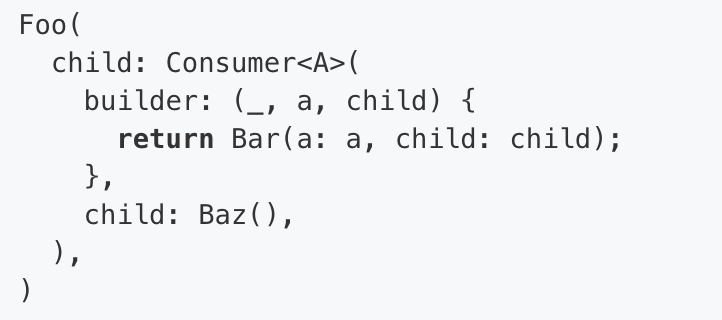 Foo(
  child: Consumer<A>(
    builder: (_, a, child) {
      return Bar(a: a, child: child);
    },
    child: Baz(),
  ),
)